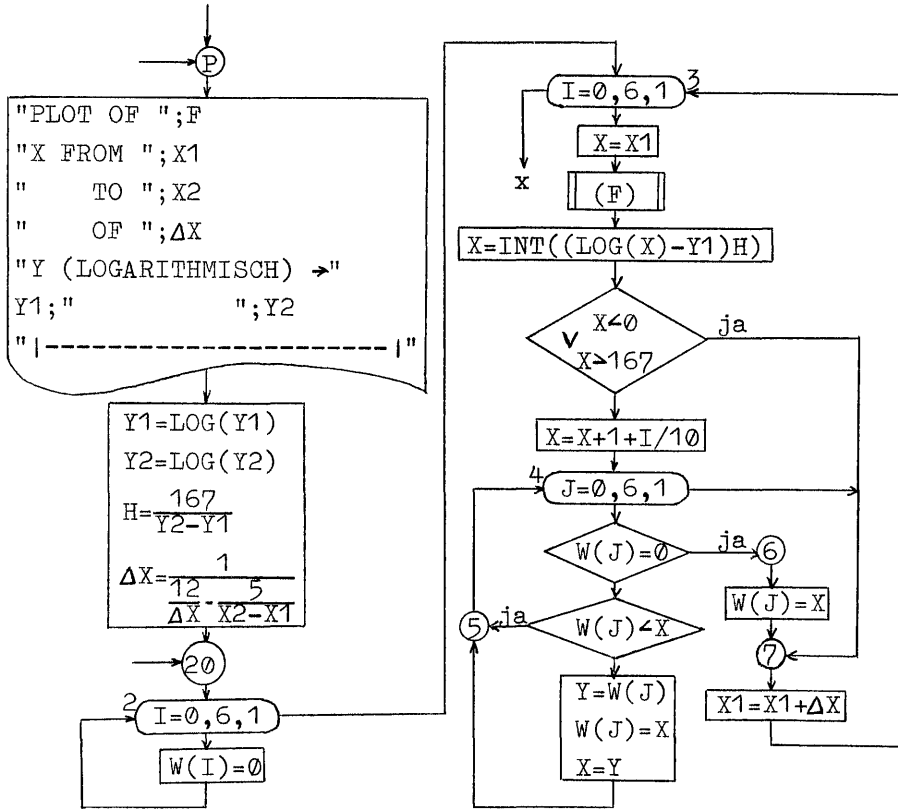 P
"PLOT OF ";F
"X FROM ";X1
"    TO ";X2
"    OF ";ΔX
"Y (LOGARITHMISCH) →"
Y1;"          ";Y2
"|-------------------------|"
Y1=LOG(Y1)
Y2=LOG(Y2)
H=167/Y2-Y1
ΔX=1/12/ΔX-5/X2-X1
20
2
I=0,6,1
W(I)=0
3
I=0,6,1
X=X1
x
(F)
X=INT((LOG(X)-Y1)H)
X<0
ja
v
X>167
X=X+1+I/10
4
J=0,6,1
W(J)=0
ja
6
W(J)=X
5
ja
W(J)<X
7
Y=W(J)
W(J)=X
X=Y
X1=X1+ΔX